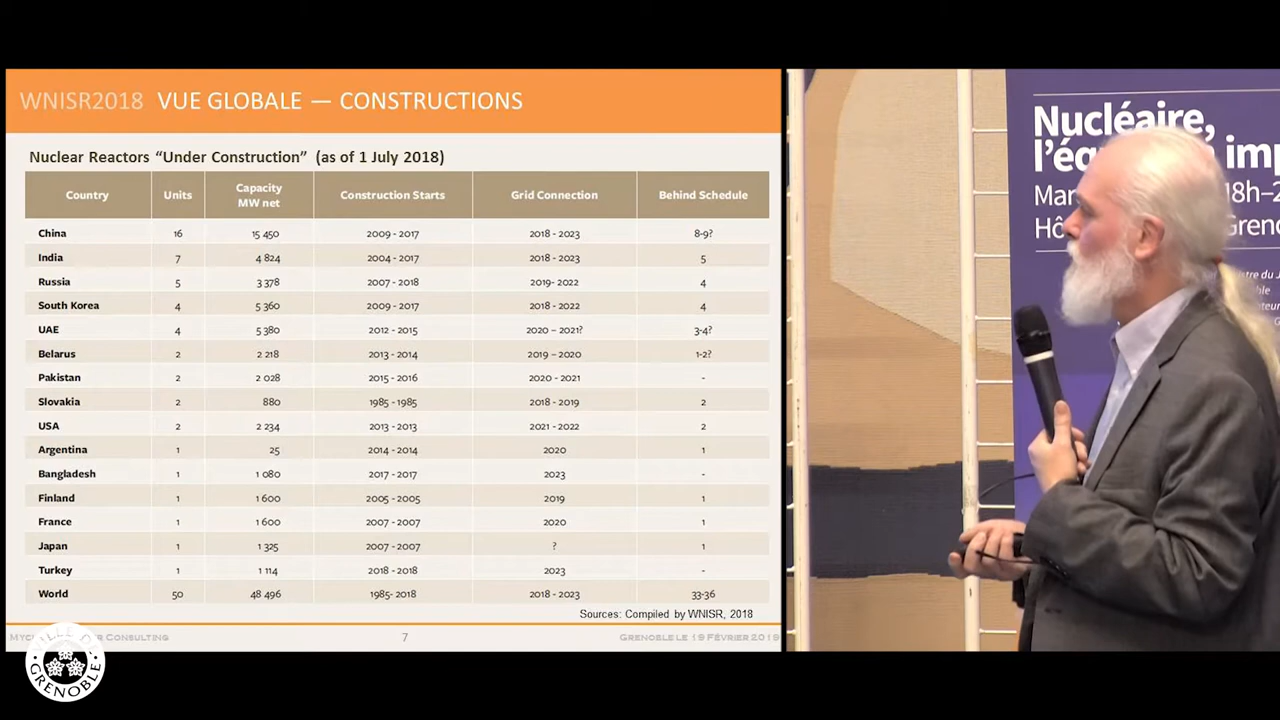 WNISR2018 VUE GLOBALE — CONSTRUCTIONS
Nuclear Reactors “Under Construction” (as of 1 July 2018)
Country Units Capacity MW net Construction Starts Grid Connection Behind Schedule
China 16 15 450 2009 - 2017 2018 - 2023 8-9?
India 7 4 824 2004 - 2017 2018 - 2023 5
Russia 5 3 378 2007 - 2018 2019- 2022 4
South Korea 4 5 360 2009 - 2017 2018 - 2022 4
UAE 4 5 380 2012 - 2015 2020 – 2021? 3-4?
Belarus 2 2 218 2013 - 2014 2019 – 2020 1-2?
Pakistan 2 2 028 2015 - 2016 2020 - 2021 -
Slovakia 2 880 1985 - 1985 2018 - 2019 2
USA 2 2 234 2013 - 2013 2021 - 2022 2
Argentina 1 25 2014 - 2014 2020 1
Bangladesh 1 1 080 2017 - 2017 2023 -
Finland 1 1 600 2005 - 2005 2019 1
France 1 1 600 2007 - 2007 2020 1
Japan 1 1 325 2007 - 2007 ? 1
Turkey 1 1 114 2018 - 2018 2023 -
World 50 48 496 1985- 2018 2018 - 2023 33-36
Sources: Compiled by WNISR, 2018
Consulting 7 Grenoble le 19 Février 2019
VILLE DE
GRENOBLE
Nucléaire,